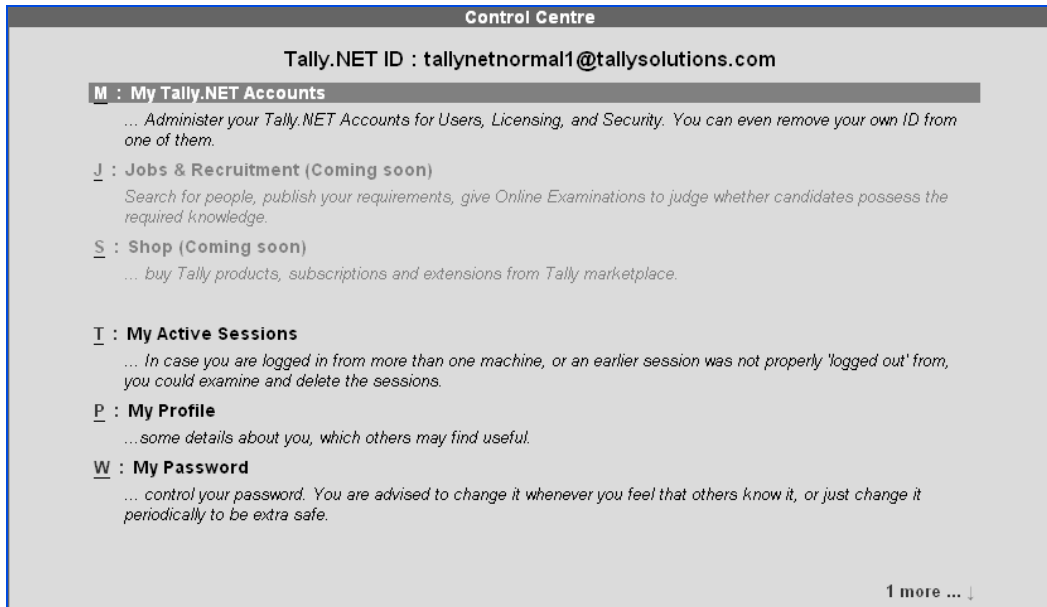 Control Centre
Tally.NET ID : tallynetnormal1@tallysolutions.com
M : My Tally.NET Accounts
... Administer your Tally.NET Accounts for Users, Licensing, and Security. You can even remove your own ID from
one of them.
J : Jobs & Recruitment (Coming soon)
Search for people, publish your requirements, give Online Examinations to judge whether candidates possess the
required knowledge.
S : Shop (Coming soon)
... buy Tally products, subscriptions and extensions from Tally marketplace.
T : My Active Sessions
... In case you are logged in from more than one machine, or an earlier session was not properly 'logged out' from,
you could examine and delete the sessions.
P : My Profile
...some details about you, which others may find useful.
W : My Password
... control your password. You are advised to change it whenever you feel that others know it, or just change it
periodically to be extra safe.
1 more ... ↓